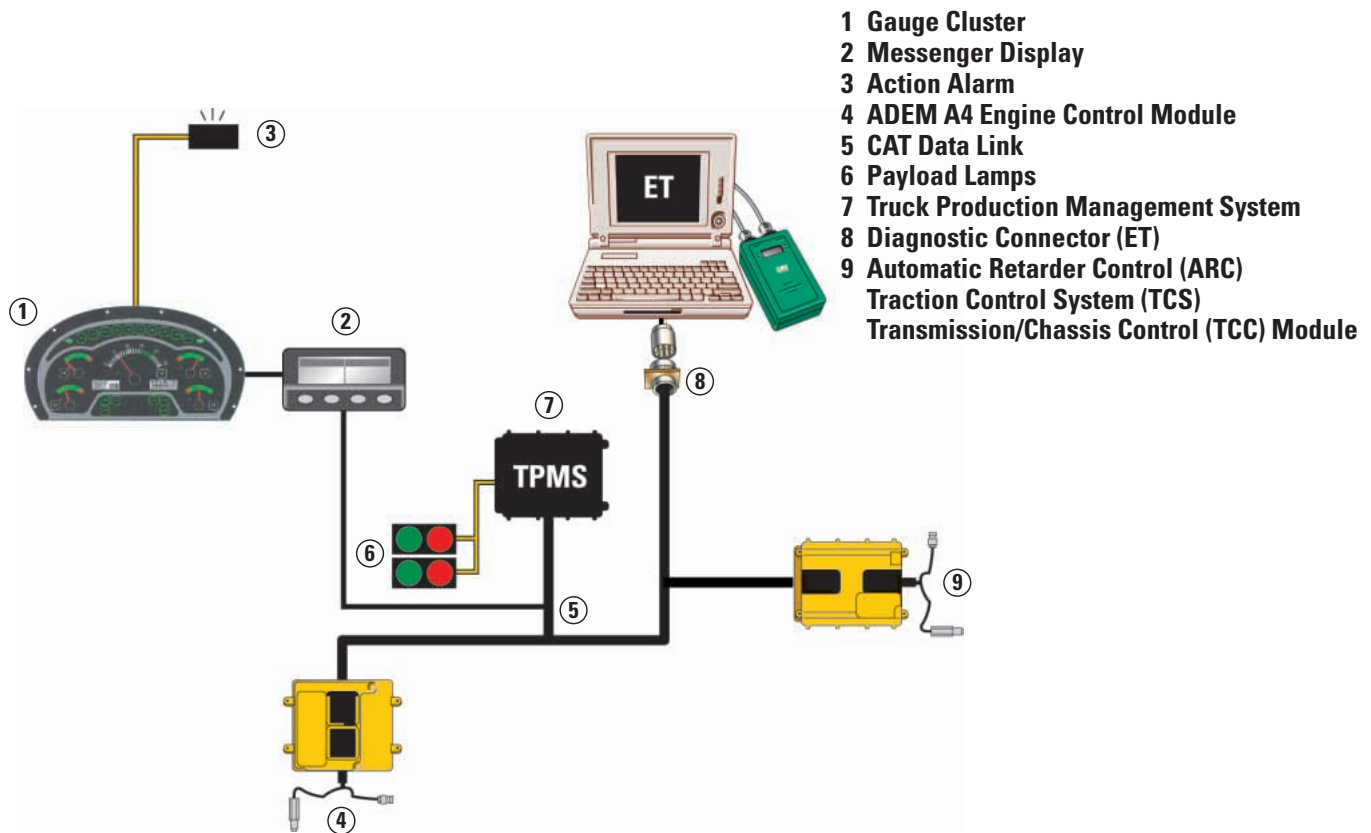 1 Gauge Cluster
2 Messenger Display
3 Action Alarm
4 ADEM A4 Engine Control Module
5 CAT Data Link
6 Payload Lamps
7 Truck Production Management System
8 Diagnostic Connector (ET)
9 Automatic Retarder Control (ARC)
Traction Control System (TCS)
Transmission/Chassis Control (TCC) Module
3
ET
1
2
8
7
TPMS
6
5
9
4